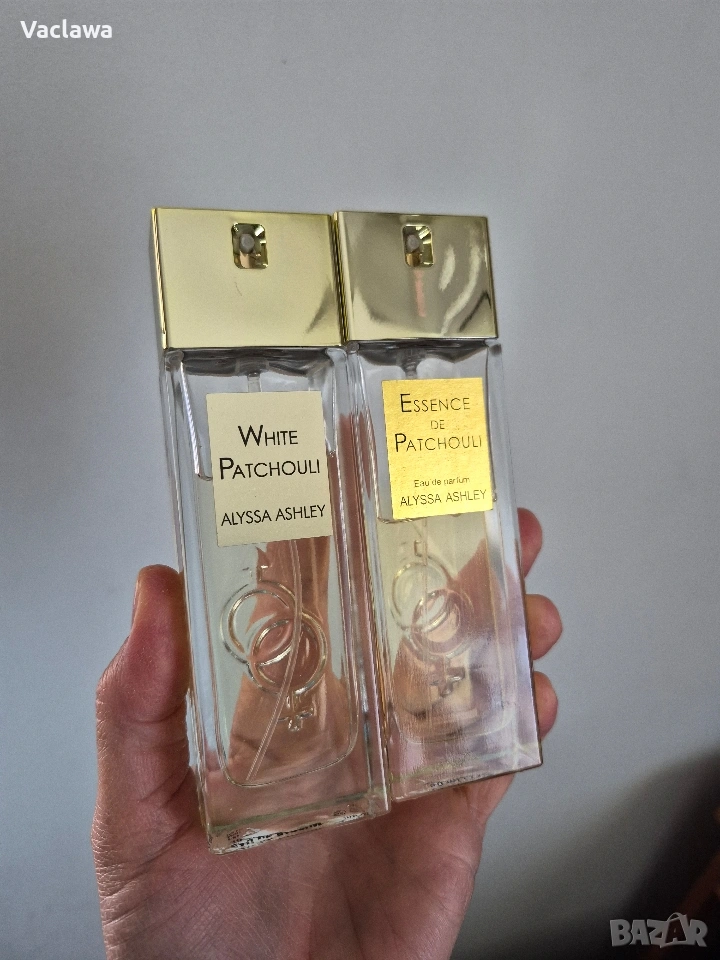 Vaclawa
WHITE
PATCHOULI
ALYSSA ASHLEY
ESSENCE
DE
PATCHOULI
Eau de parfum
ALYSSA ASHLEY
BAZAR